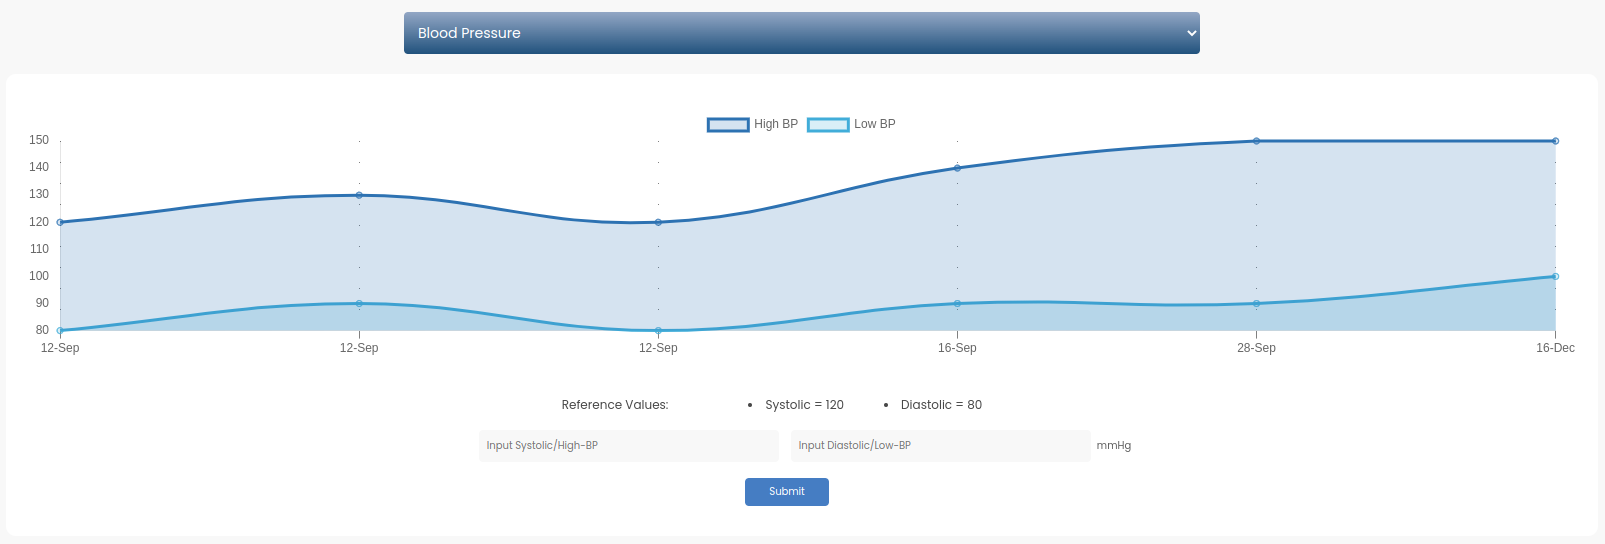 Blood Pressure
High BP Low BP
150
140
130
120
110
100
90
80
12-Sep 12-Sep 12-Sep 16-Sep 28-Sep 16-Dec
Reference Values: • Systolic = 120 • Diastolic = 80
Input Systolic/High-BP Input Diastolic/Low-BP mmHg
Submit